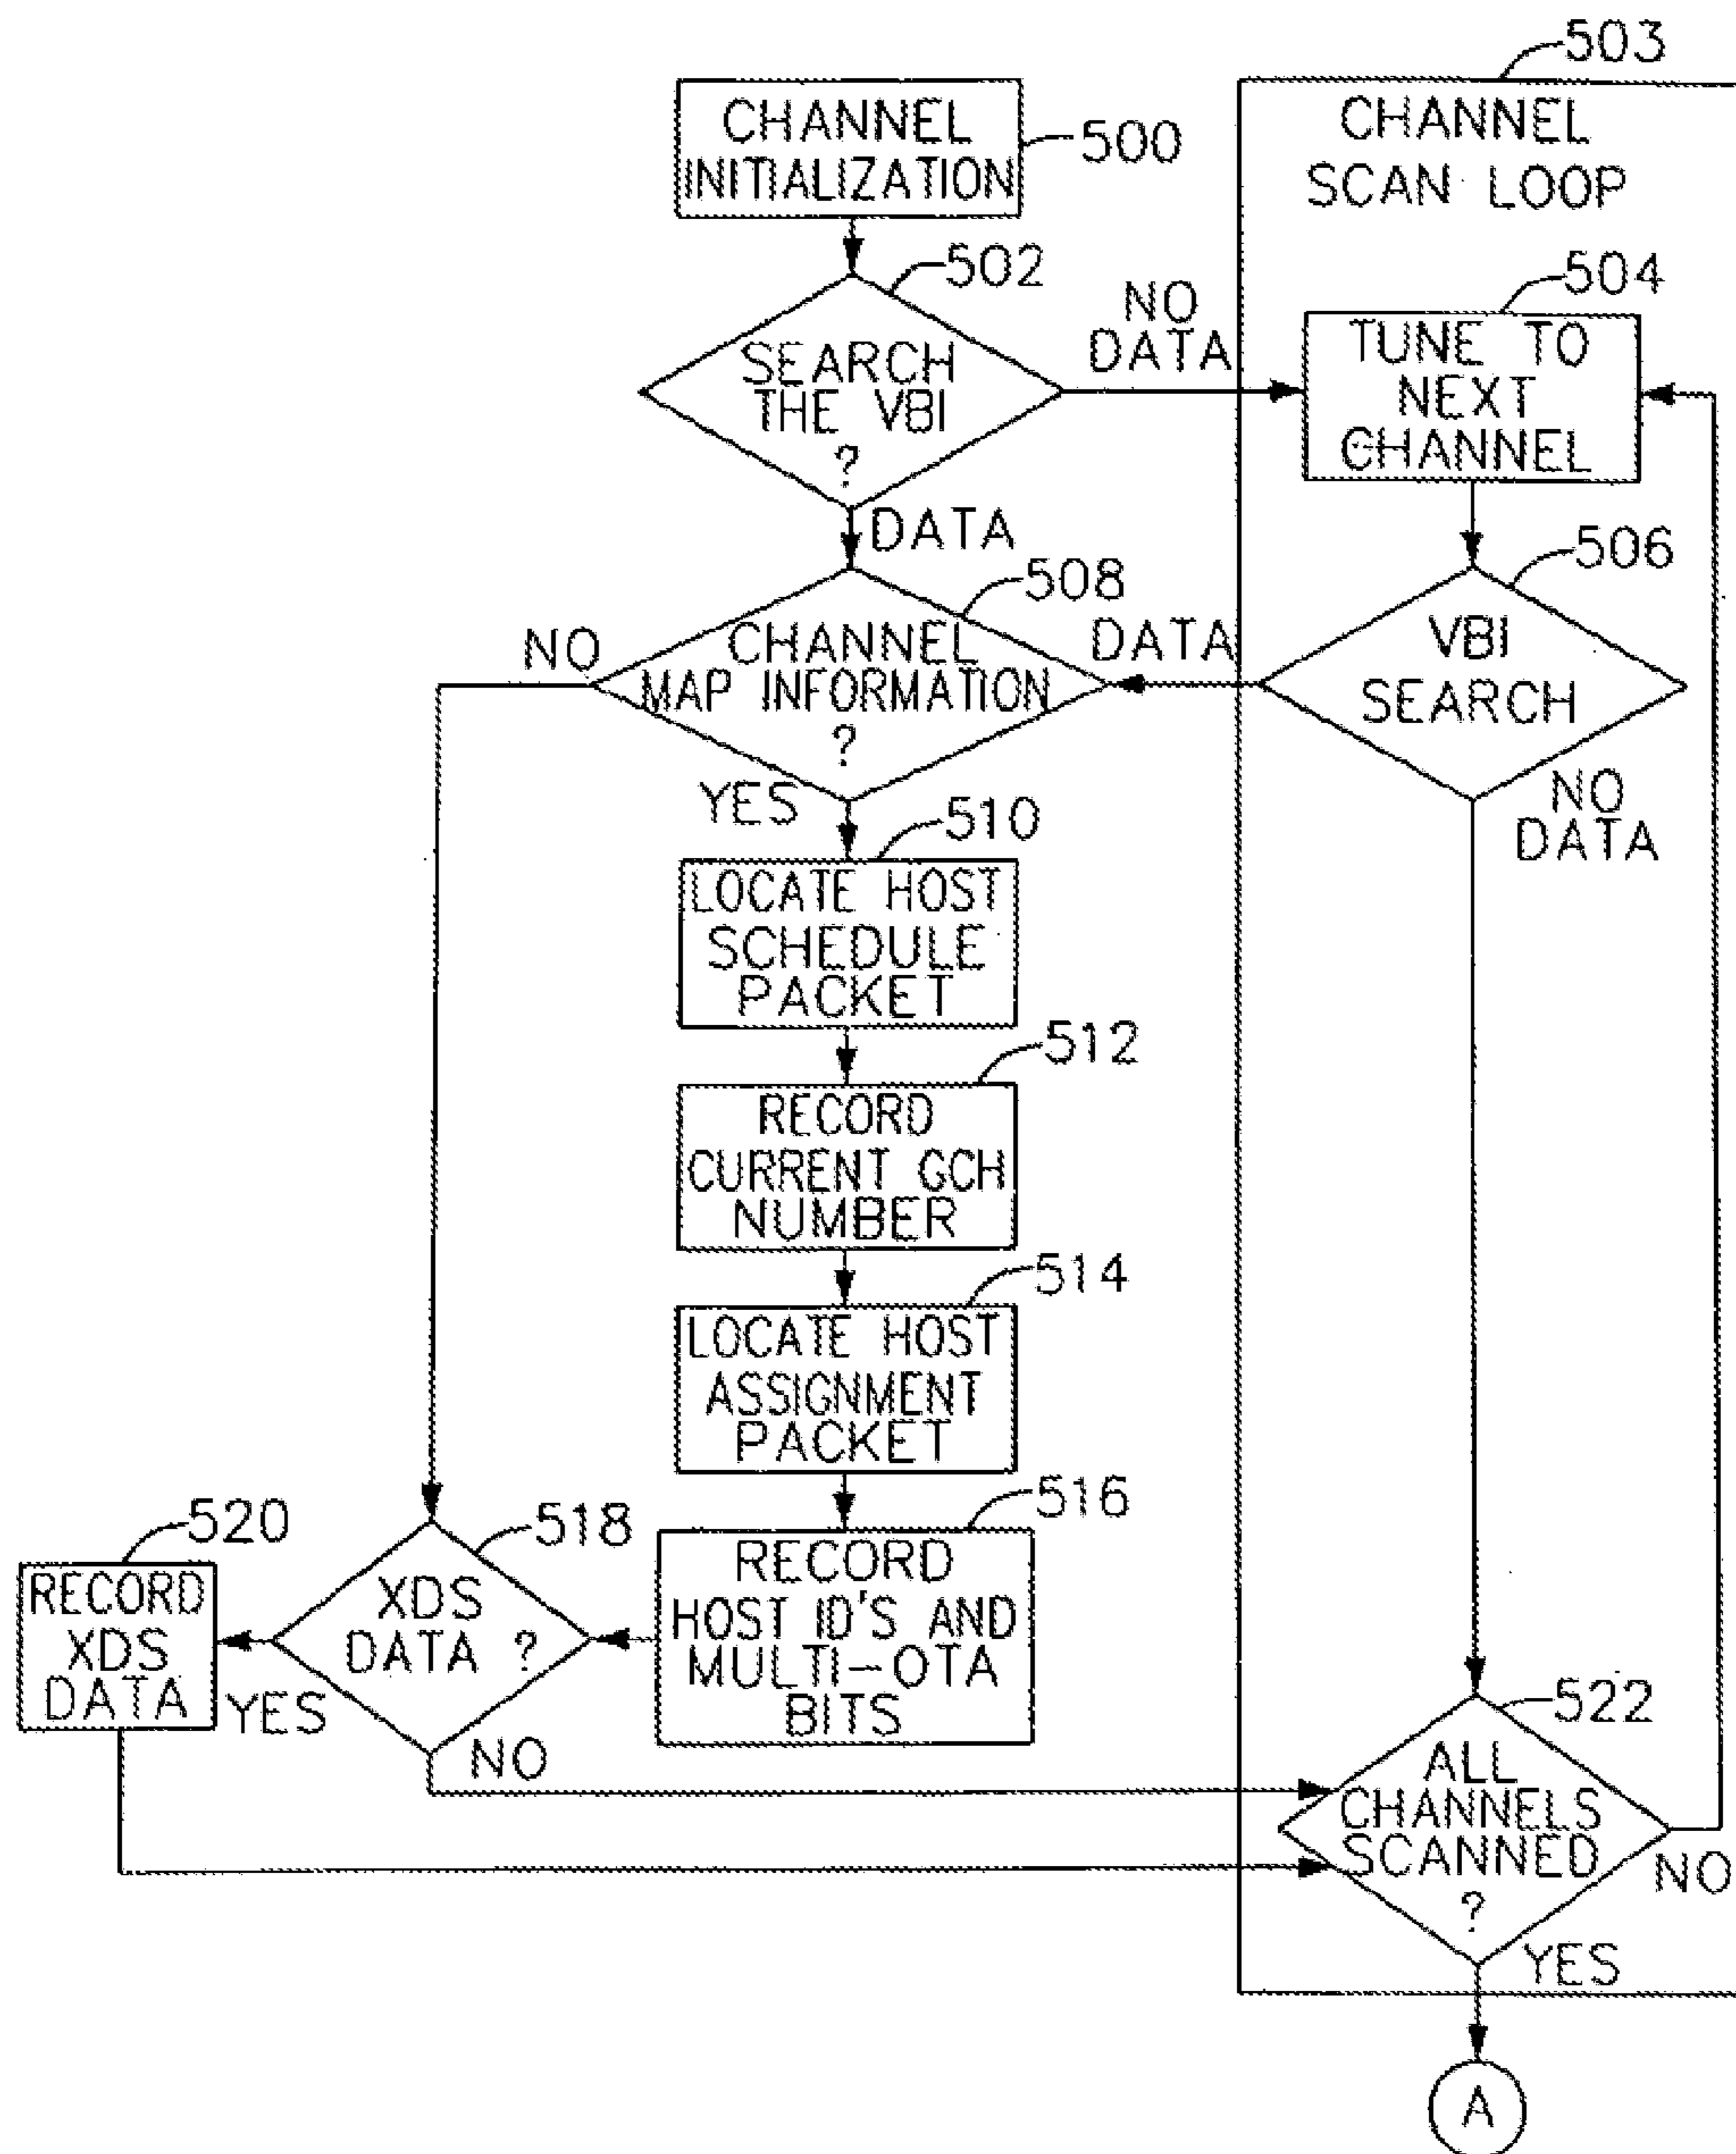 503
CHANNEL
SCAN LOOP
CHANNEL
INITIALIZATION
500
502
SEARCH
THE VBI
?
NO
DATA
504
TUNE TO
NEXT
CHANNEL
DATA
508
CHANNEL
MAP INFORMATION
?
NO
DATA
506
VBI
SEARCH
NO
DATA
YES
510
LOCATE HOST
SCHEDULE
PACKET
512
RECORD
CURRENT GCH
NUMBER
514
LOCATE HOST
ASSIGNMENT
PACKET
516
RECORD
HOST ID'S AND
MULTI-OTA
BITS
518
XDS
DATA ?
520
RECORD
XDS
DATA
YES
NO
522
ALL
CHANNELS
SCANNED
?
NO
YES
A